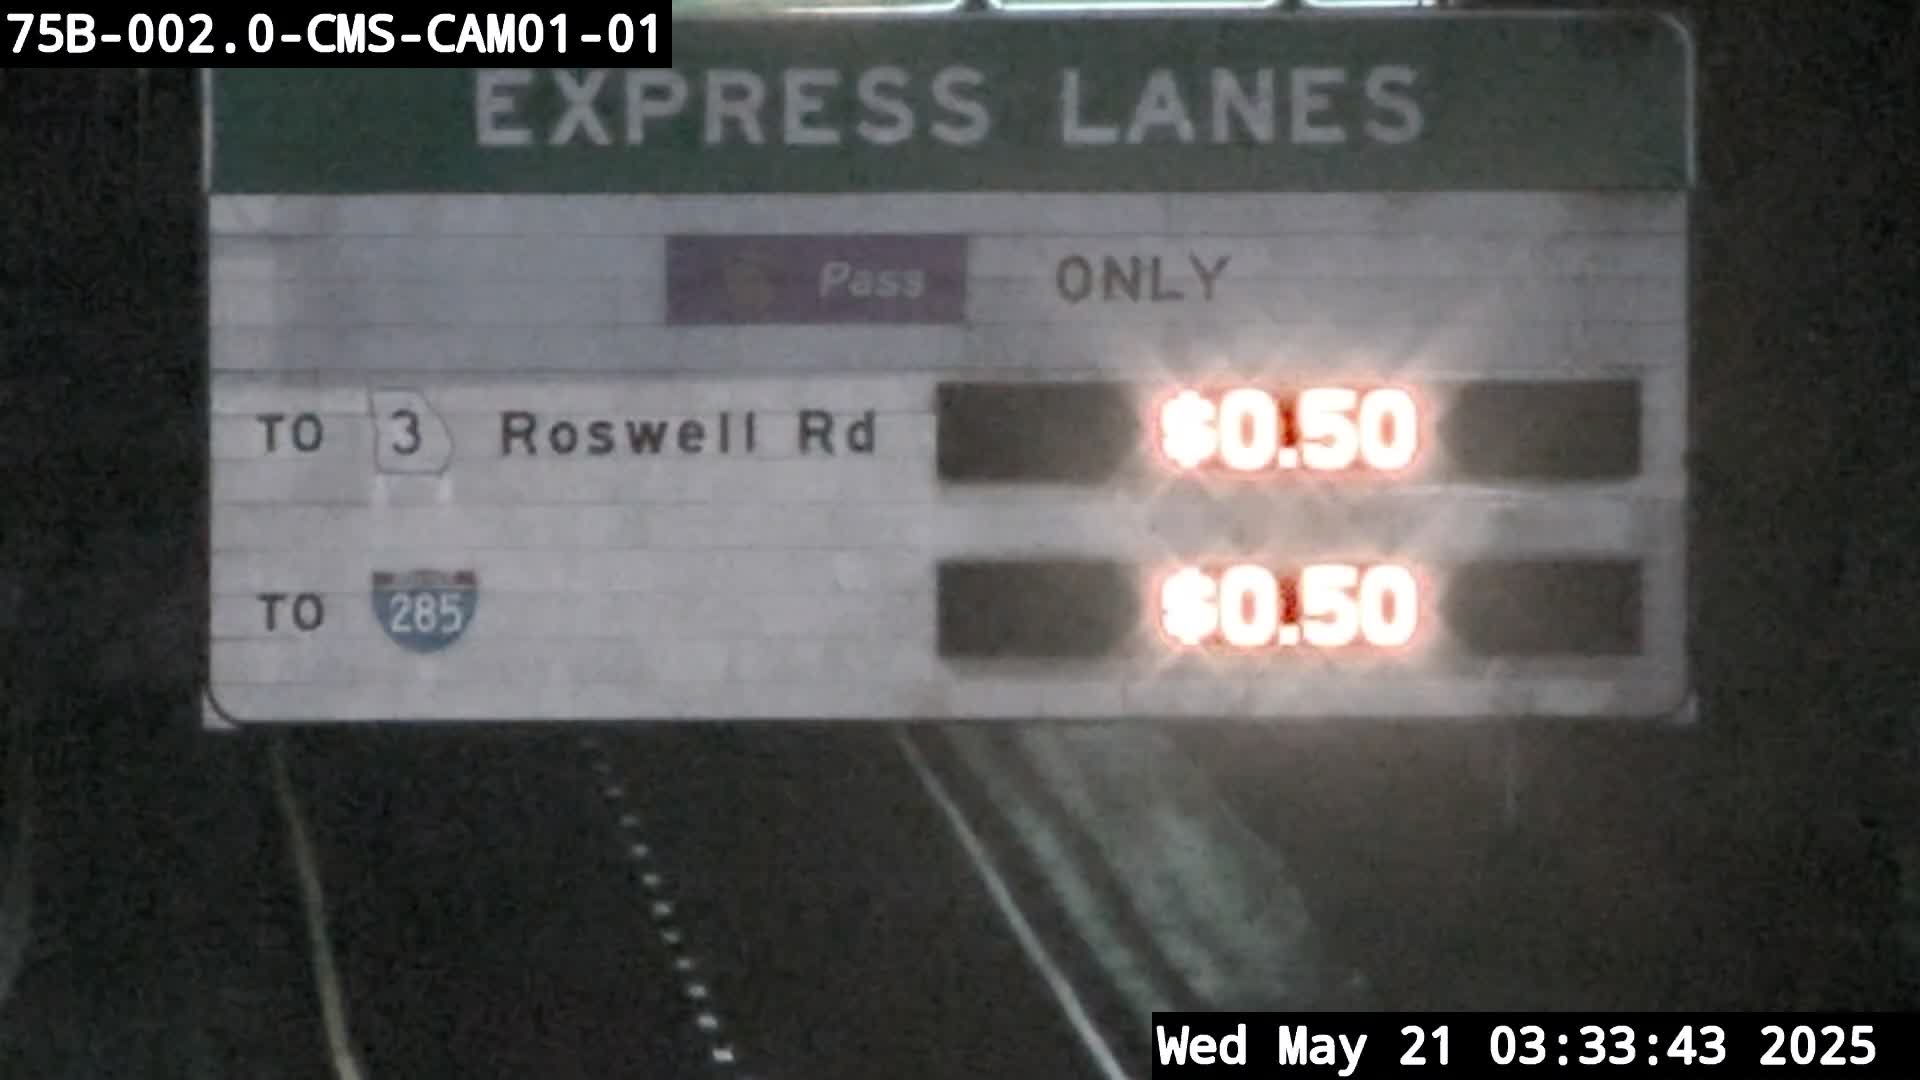 75B-002.0-CMS-CAM01-01
EXPRESS LANES
Pass ONLY
TO 3 Roswell Rd $0.50
TO 285 $0.50
Wed May 21 03:33:43 2025